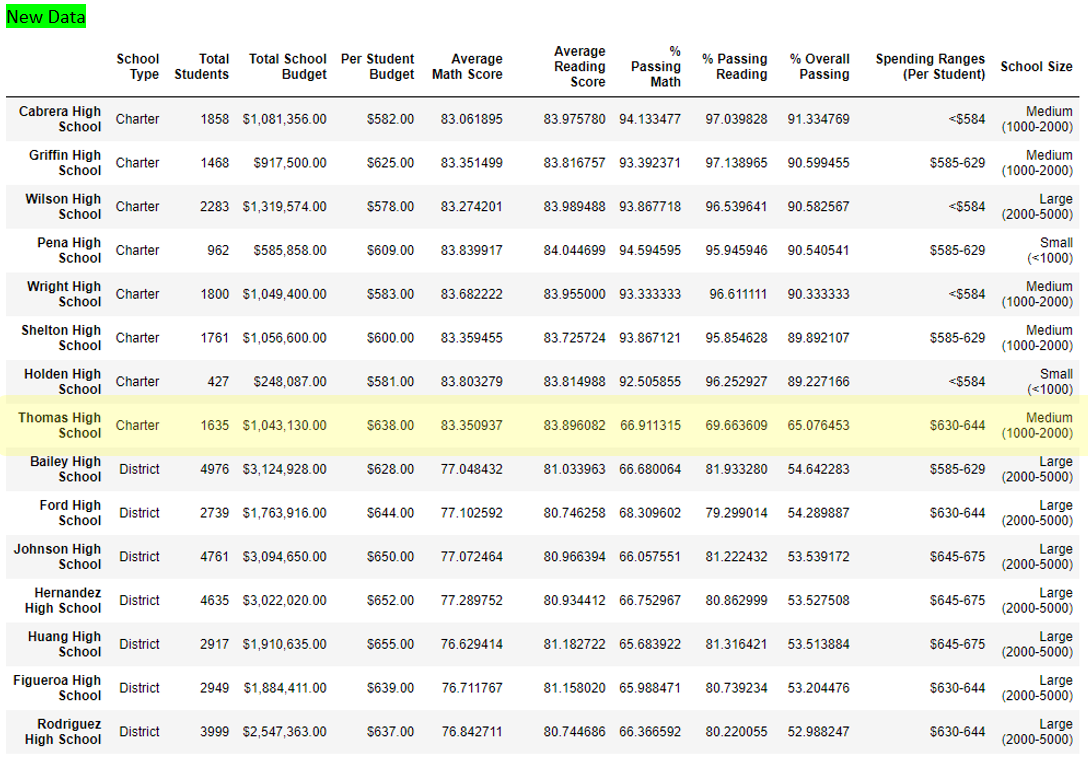 New Data
School Type Total Students Total School Budget Per Student Budget Average Math Score Average Reading Score % Passing Math % Passing Reading % Overall Passing Spending Ranges (Per Student) School Size
Cabrera High School Charter 1858 $1,081,356.00 $582.00 83.061895 83.975780 94.133477 97.039828 91.334769 <$584 Medium (1000-2000)
Griffin High School Charter 1468 $917,500.00 $625.00 83.351499 83.816757 93.392371 97.138965 90.599455 $585-629 Medium (1000-2000)
Wilson High School Charter 2283 $1,319,574.00 $578.00 83.274201 83.989488 93.867718 96.539641 90.582567 <$584 Large (2000-5000)
Pena High School Charter 962 $585,858.00 $609.00 83.839917 84.044699 94.594595 95.945946 90.540541 $585-629 Small (<1000)
Wright High School Charter 1800 $1,049,400.00 $583.00 83.682222 83.955000 93.333333 96.611111 90.333333 <$584 Medium (1000-2000)
Shelton High School Charter 1761 $1,056,600.00 $600.00 83.359455 83.725724 93.867121 95.854628 89.892107 $585-629 Medium (1000-2000)
Holden High School Charter 427 $248,087.00 $581.00 83.803279 83.814988 92.505855 96.252927 89.227166 <$584 Small (<1000)
Thomas High School Charter 1635 $1,043,130.00 $638.00 83.350937 83.896082 66.911315 69.663609 65.076453 $630-644 Medium (1000-2000)
Bailey High School District 4976 $3,124,928.00 $628.00 77.048432 81.033963 66.680064 81.933280 54.642283 $585-629 Large (2000-5000)
Ford High School District 2739 $1,763,916.00 $644.00 77.102592 80.746258 68.309602 79.299014 54.289887 $630-644 Large (2000-5000)
Johnson High School District 4761 $3,094,650.00 $650.00 77.072464 80.966394 66.057551 81.222432 53.539172 $645-675 Large (2000-5000)
Hernandez High School District 4635 $3,022,020.00 $652.00 77.289752 80.934412 66.752967 80.862999 53.527508 $645-675 Large (2000-5000)
Huang High School District 2917 $1,910,635.00 $655.00 76.629414 81.182722 65.683922 81.316421 53.513884 $645-675 Large (2000-5000)
Figueroa High School District 2949 $1,884,411.00 $639.00 76.711767 81.158020 65.988471 80.739234 53.204476 $630-644 Large (2000-5000)
Rodriguez High School District 3999 $2,547,363.00 $637.00 76.842711 80.744686 66.366592 80.220055 52.988247 $630-644 Large (2000-5000)